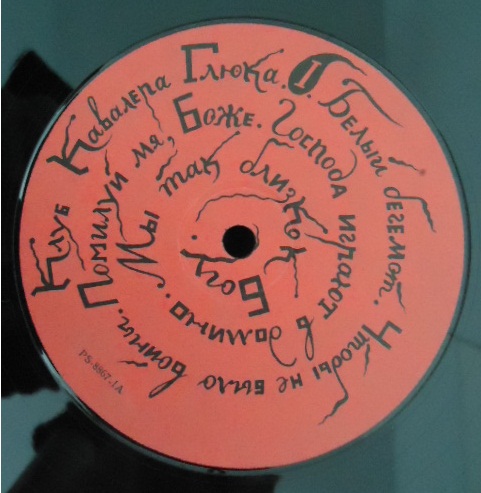 Клуб Кавалера Глюка.
I. Белый бегемот. Чтобы не было войны. Помилуй мя, Боже. Господа играют в домино. Мы так близко к Богу.